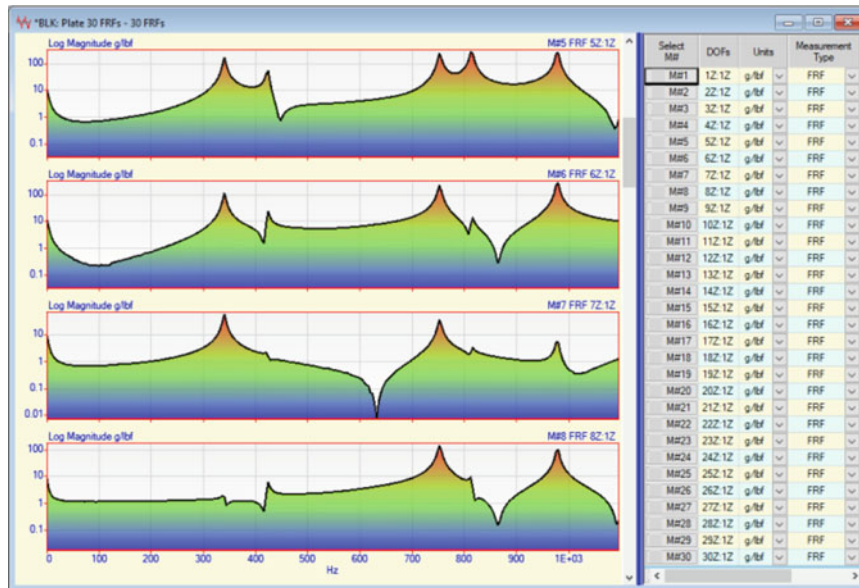 *BLK: Plate 30 FRFs - 30 FRFs
Log Magnitude g/lbf M#5 FRF 5Z:1Z
100
10
1
0.1
Log Magnitude g/lbf M#6 FRF 6Z:1Z
100
10
1
0.1
Log Magnitude g/lbf M#7 FRF 7Z:1Z
10
1
0.1
0.01
Log Magnitude g/lbf M#8 FRF 8Z:1Z
100
10
1
0.1
0 100 200 300 400 500 600 700 800 900 1E+03
Hz
Select M# DOFs Units Measurement Type
M#1 1Z:1Z g/lbf FRF
M#2 2Z:1Z g/lbf FRF
M#3 3Z:1Z g/lbf FRF
M#4 4Z:1Z g/lbf FRF
M#5 5Z:1Z g/lbf FRF
M#6 6Z:1Z g/lbf FRF
M#7 7Z:1Z g/lbf FRF
M#8 8Z:1Z g/lbf FRF
M#9 9Z:1Z g/lbf FRF
M#10 10Z:1Z g/lbf FRF
M#11 11Z:1Z g/lbf FRF
M#12 12Z:1Z g/lbf FRF
M#13 13Z:1Z g/lbf FRF
M#14 14Z:1Z g/lbf FRF
M#15 15Z:1Z g/lbf FRF
M#16 16Z:1Z g/lbf FRF
M#17 17Z:1Z g/lbf FRF
M#18 18Z:1Z g/lbf FRF
M#19 19Z:1Z g/lbf FRF
M#20 20Z:1Z g/lbf FRF
M#21 21Z:1Z g/lbf FRF
M#22 22Z:1Z g/lbf FRF
M#23 23Z:1Z g/lbf FRF
M#24 24Z:1Z g/lbf FRF
M#25 25Z:1Z g/lbf FRF
M#26 26Z:1Z g/lbf FRF
M#27 27Z:1Z g/lbf FRF
M#28 28Z:1Z g/lbf FRF
M#29 29Z:1Z g/lbf FRF
M#30 30Z:1Z g/lbf FRF